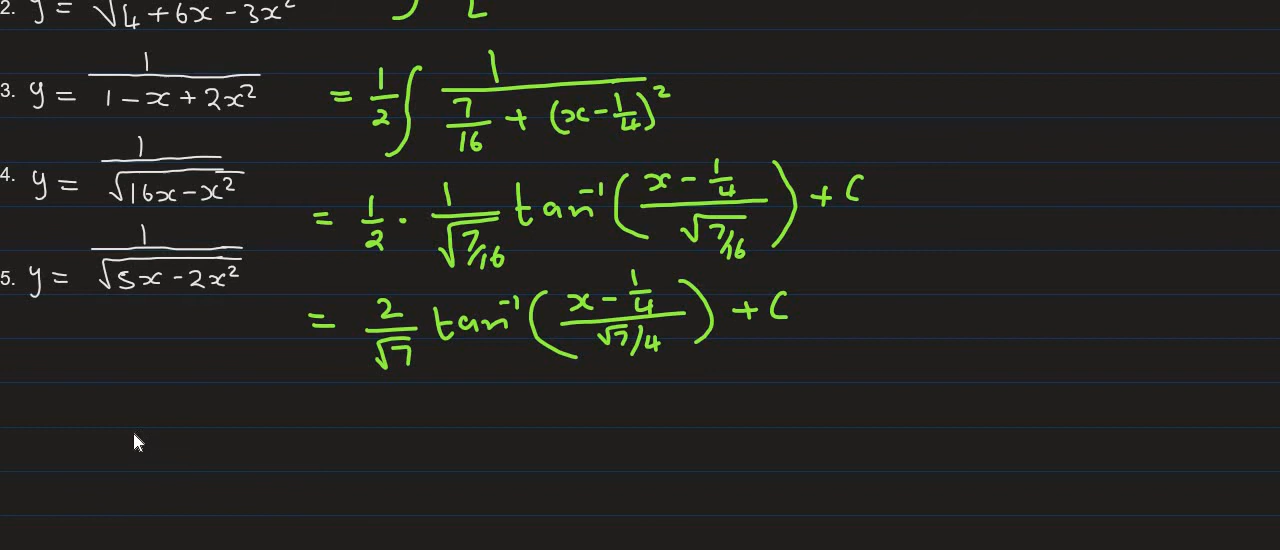 2. y = √4 + 6x - 3x²
3. y = 1/(1 - x + 2x²)
4. y = 1/√(16x - x²)
5. y = 1/√(5x - 2x²)
= 1/2 ∫ 1/(7/16 + (x - 1/4)²)
= 1/2 · 1/√(7/16) tan⁻¹((x - 1/4)/√(7/16)) + C
= 2/√7 tan⁻¹((x - 1/4)/(√7/4)) + C